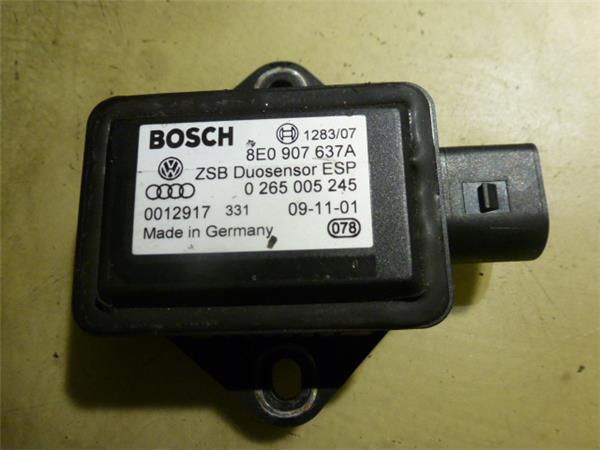 BOSCH 1283/07
8E0 907 637A
ZSB Duosensor ESP
0 265 005 245
0012917 331 09-11-01
Made in Germany 078